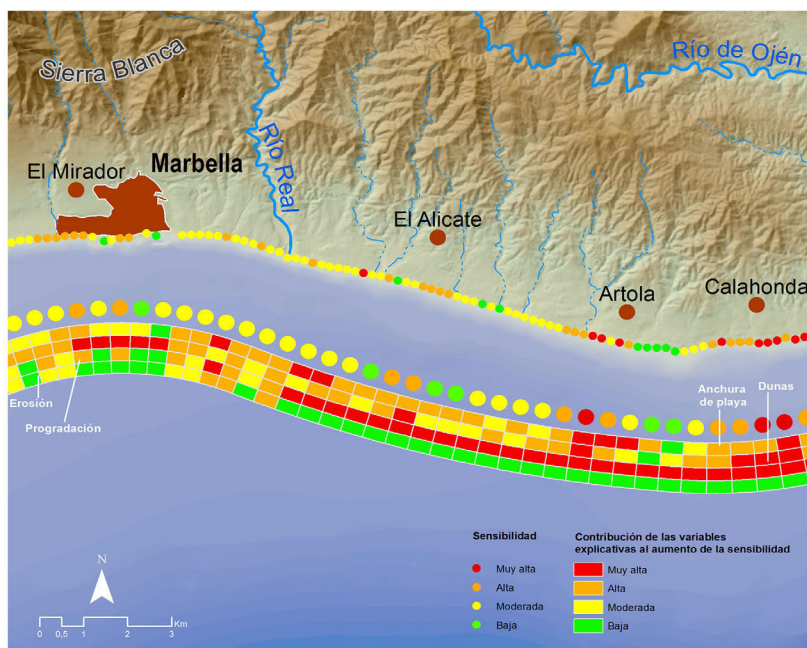 Sierra Blanca
Río de Ojén
El Mirador
Marbella
Río Real
El Alicate
Artola
Calahonda
Erosión
Progradación
Anchura
de playa
Dunas
N
0 0,5 1 2 3 Km
Sensibilidad
Muy alta
Alta
Moderada
Baja
Contribución de las variables
explicativas al aumento de la sensibilidad
Muy alta
Alta
Moderada
Baja